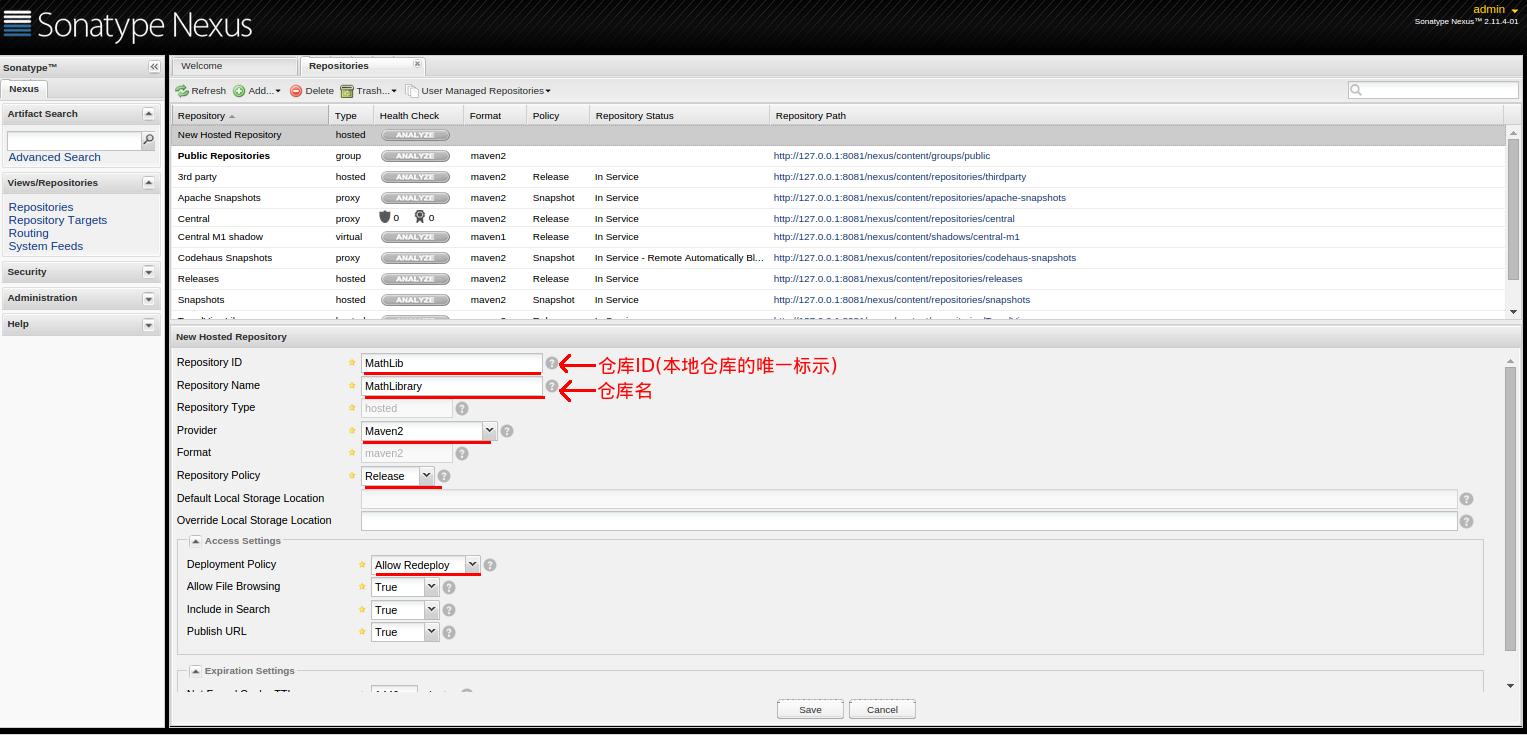 Sonatype Nexus
admin
Sonatype Nexus™ 2.11.4-01
Sonatype™
Nexus
Artifact Search
Advanced Search
Views/Repositories
Repositories
Repository Targets
Routing
System Feeds
Security
Administration
Help
Welcome
Repositories
Refresh Add... Delete Trash... User Managed Repositories
Repository Type Health Check Format Policy Repository Status Repository Path
New Hosted Repository hosted ANALYZE
Public Repositories group ANALYZE maven2 http://127.0.0.1:8081/nexus/content/groups/public
3rd party hosted ANALYZE maven2 Release In Service http://127.0.0.1:8081/nexus/content/repositories/thirdparty
Apache Snapshots proxy ANALYZE maven2 Snapshot In Service http://127.0.0.1:8081/nexus/content/repositories/apache-snapshots
Central proxy 0 0 maven2 Release In Service http://127.0.0.1:8081/nexus/content/repositories/central
Central M1 shadow virtual ANALYZE maven1 Release In Service http://127.0.0.1:8081/nexus/content/shadows/central-m1
Codehaus Snapshots proxy ANALYZE maven2 Snapshot In Service - Remote Automatically Bl... http://127.0.0.1:8081/nexus/content/repositories/codehaus-snapshots
Releases hosted ANALYZE maven2 Release In Service http://127.0.0.1:8081/nexus/content/repositories/releases
Snapshots hosted ANALYZE maven2 Snapshot In Service http://127.0.0.1:8081/nexus/content/repositories/snapshots
New Hosted Repository
Repository ID MathLib 仓库ID(本地仓库的唯一标示)
Repository Name MathLibrary 仓库名
Repository Type hosted
Provider Maven2
Format maven2
Repository Policy Release
Default Local Storage Location
Override Local Storage Location
Access Settings
Deployment Policy Allow Redeploy
Allow File Browsing True
Include in Search True
Publish URL True
Expiration Settings
Save Cancel